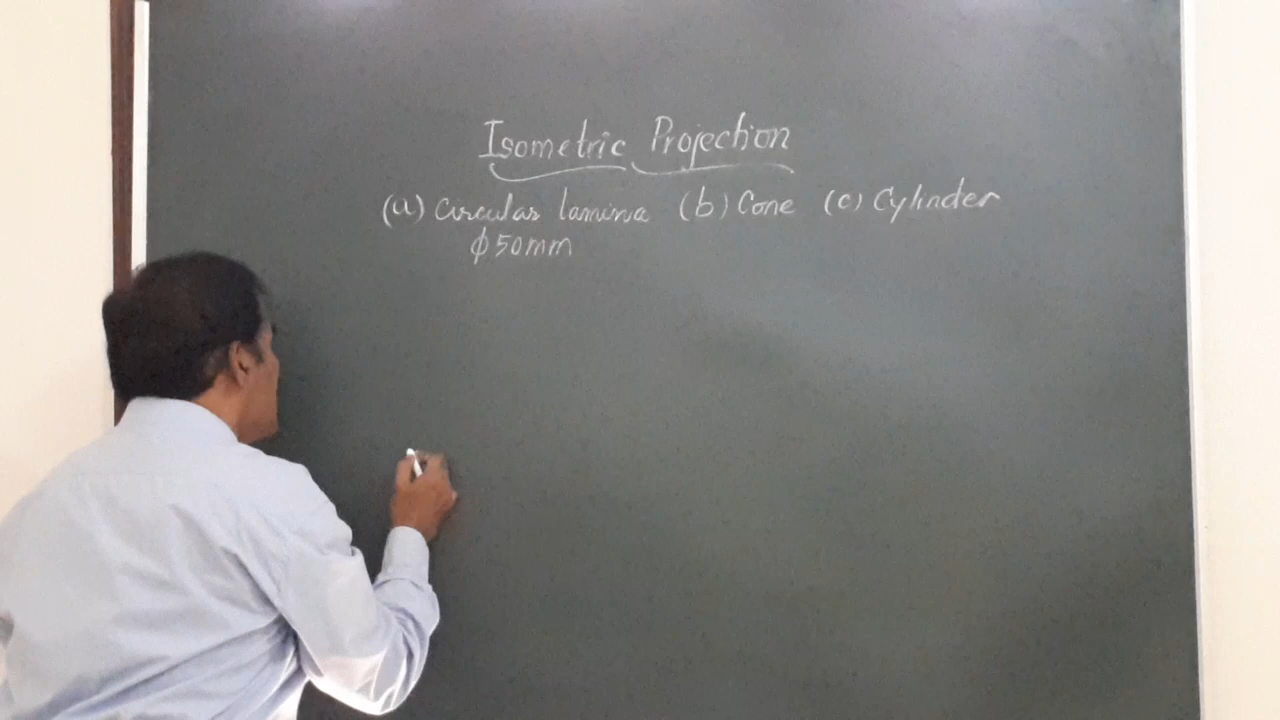 Isometric Projection
(a) Circular lamina (b) Cone (c) Cylinder
ϕ50mm